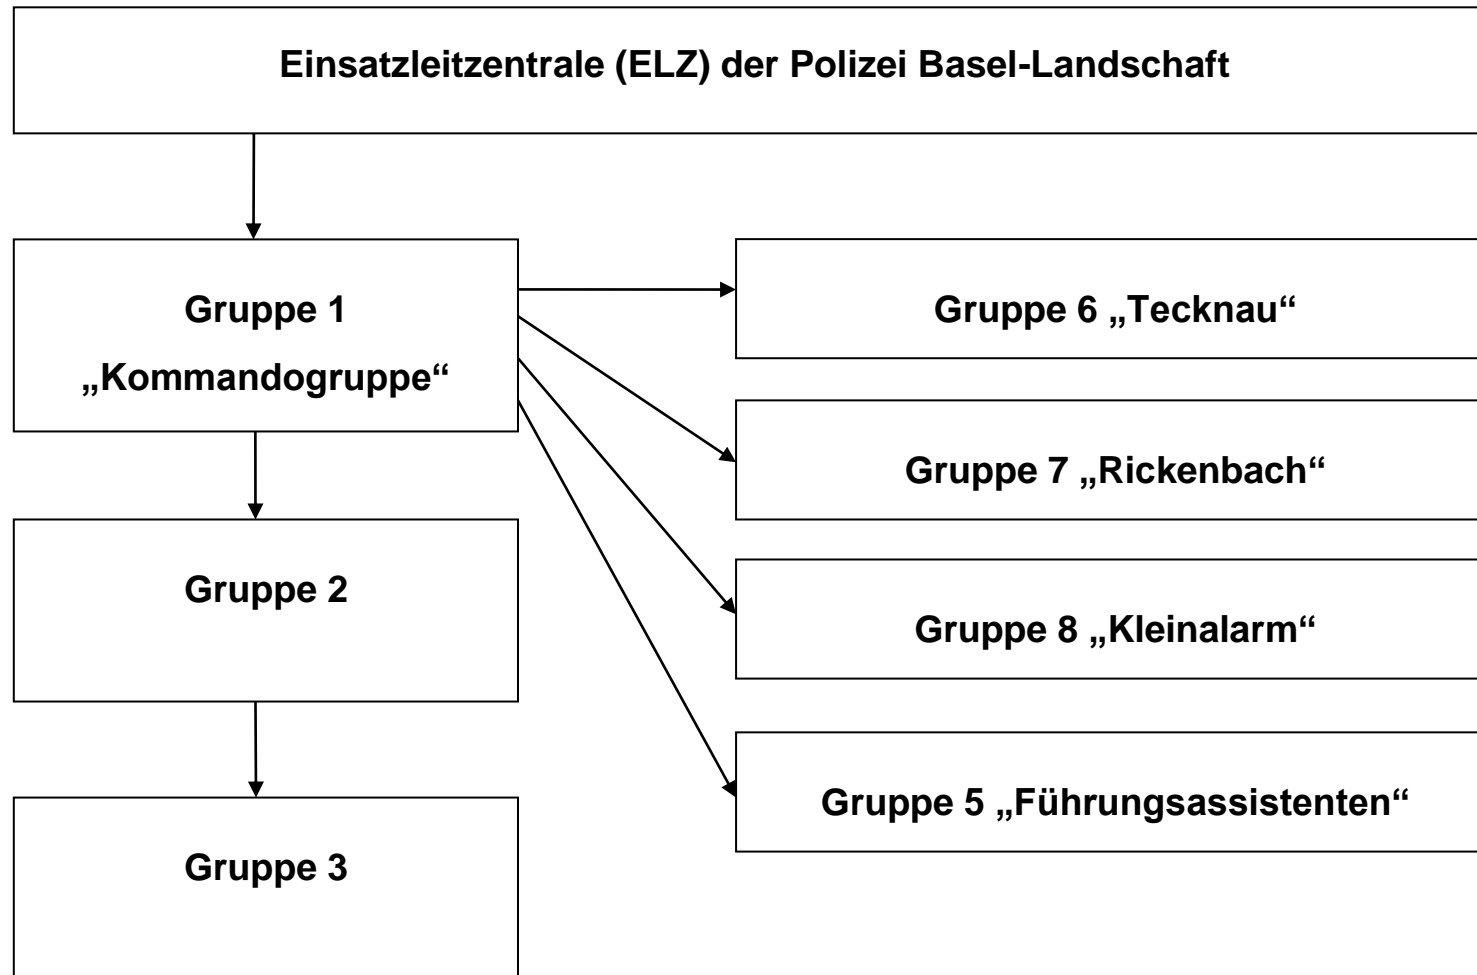 Einsatzleitzentrale (ELZ) der Polizei Basel-Landschaft
Gruppe 1
„Kommandogruppe“
Gruppe 2
Gruppe 3
Gruppe 6 „Tecknau“
Gruppe 7 „Rickenbach“
Gruppe 8 „Kleinalarm“
Gruppe 5 „Führungsassistenten“